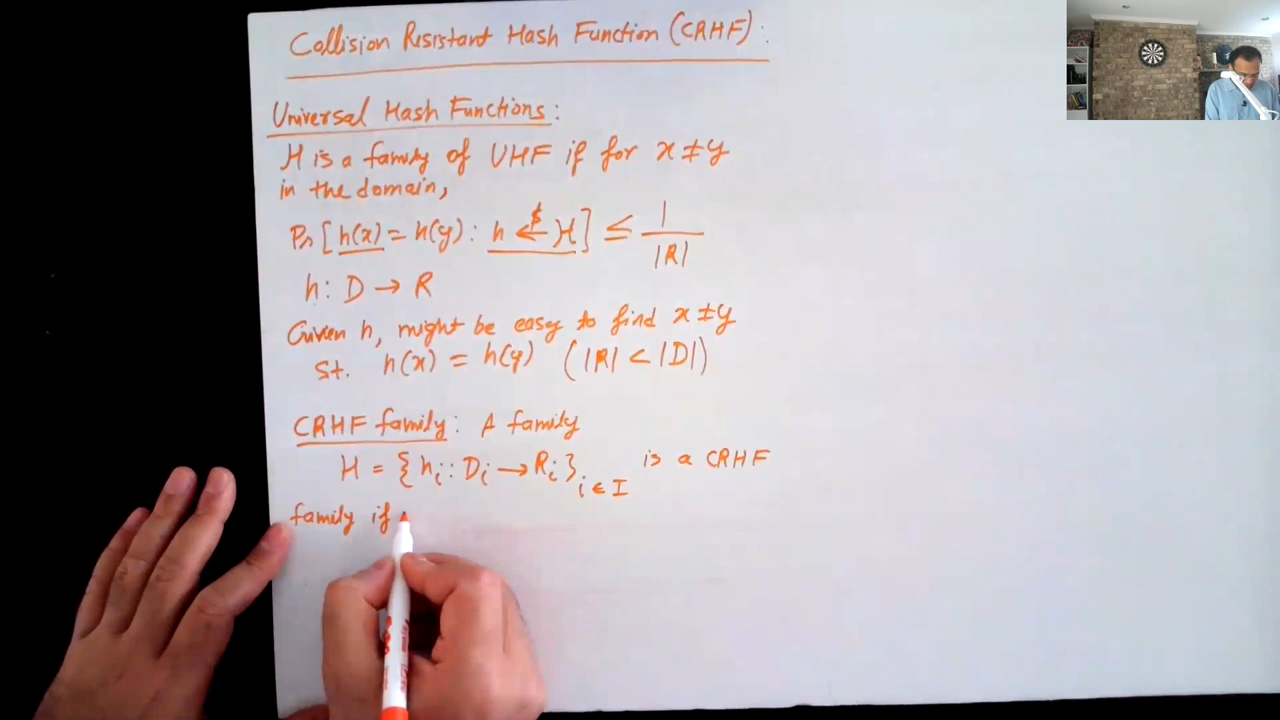 Collision Resistant Hash Function (CRHF):
Universal Hash Functions:
H is a family of UHF if for x ≠ y
in the domain,
Pr[h(x) = h(y) : h ←$ H] ≤ 1/|R|
h: D → R
Given h, might be easy to find x ≠ y
St. h(x) = h(y) (|R| < |D|)
CRHF family: A family
H = {hi: Di → Ri}i∈I is a CRHF
family if